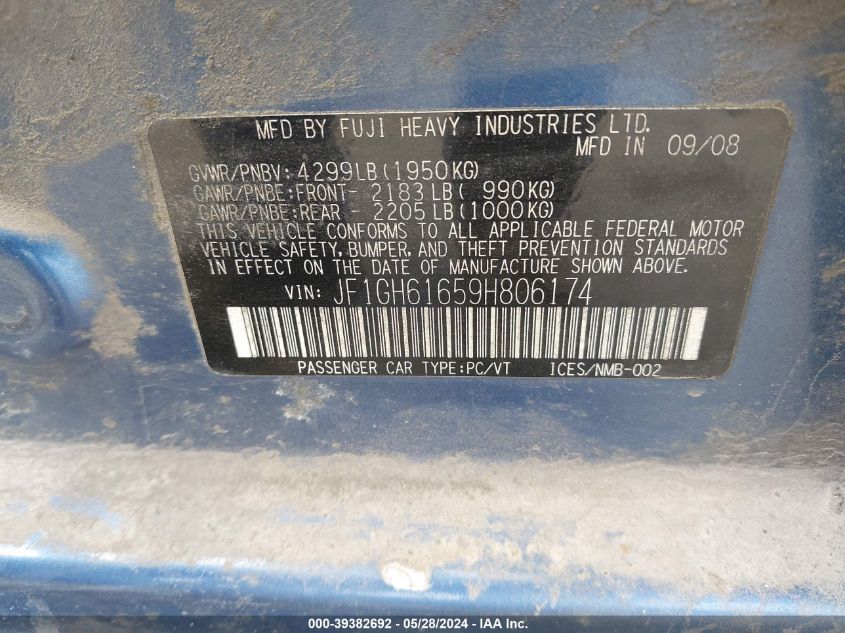 MFD BY FUJI HEAVY INDUSTRIES LTD.
MFD IN 09/08
GVWR/PNBV: 4299LB (1950KG)
GAWR/PNBE:FRONT- 2183 LB( 990KG)
GAWR/PNBE:REAR - 2205 LB(1000KG)
THIS VEHICLE CONFORMS TO ALL APPLICABLE FEDERAL MOTOR
VEHICLE SAFETY, BUMPER, AND THEFT PREVENTION STANDARDS
IN EFFECT ON THE DATE OF MANUFACTURE SHOWN ABOVE.
VIN: JF1GH61659H806174
PASSENGER CAR TYPE:PC/VT ICES/NMB-002
000-39382692 - 05/28/2024 - IAA Inc.